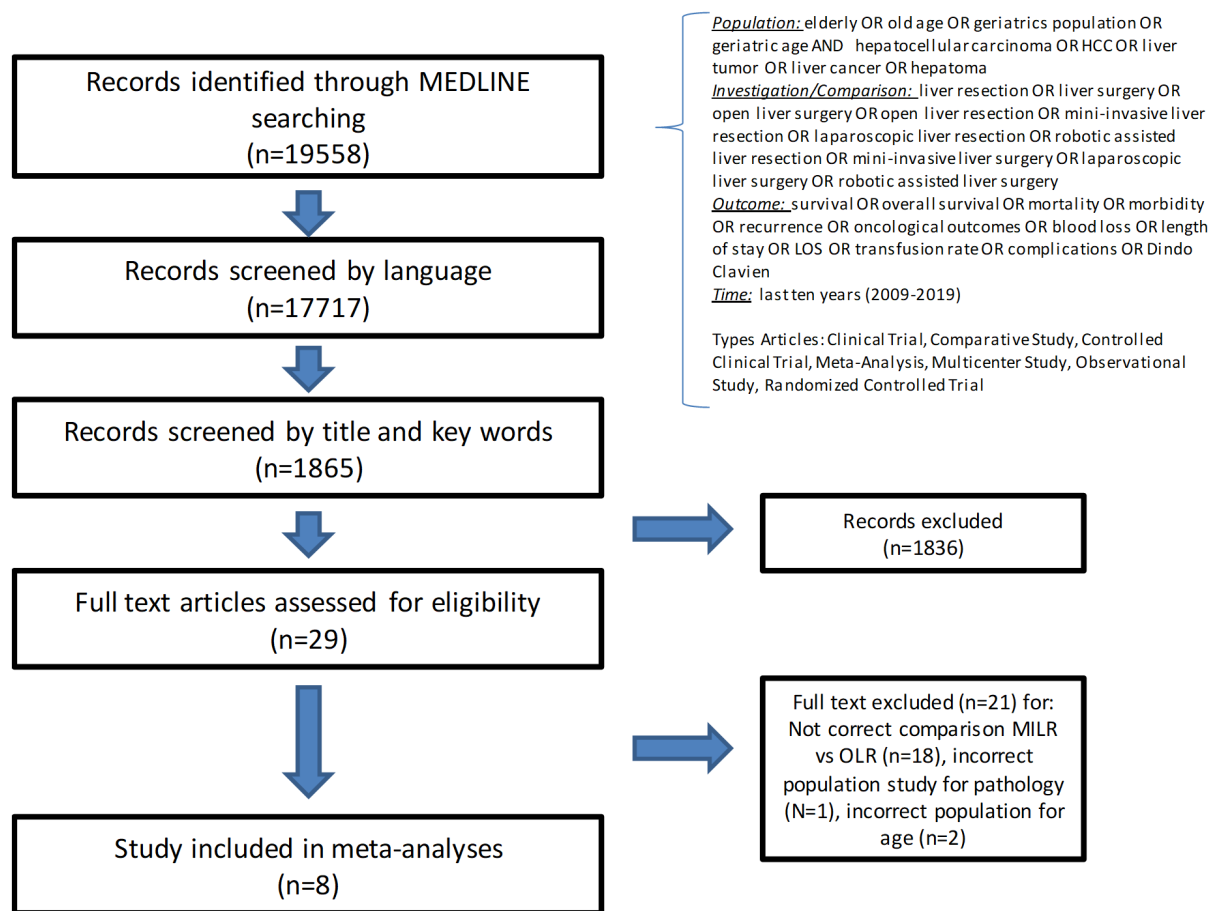 Records identified through MEDLINE
searching
(n=19558)
Population: elderly OR old age OR geriatrics population OR
geriatric age AND hepatocellular carcinoma OR HCC OR liver
tumor OR liver cancer OR hepatoma
Investigation/Comparison: liver resection OR liver surgery OR
open liver surgery OR open liver resection OR mini-invasive liver
resection OR laparoscopic liver resection OR robotic assisted
liver resection OR mini-invasive liver surgery OR laparoscopic
liver surgery OR robotic assisted liver surgery
Outcome: survival OR overall survival OR mortality OR morbidity
OR recurrence OR oncological outcomes OR blood loss OR length
of stay OR LOS OR transfusion rate OR complications OR Dindo
Clavien
Time: last ten years (2009-2019)
Types Articles: Clinical Trial, Comparative Study, Controlled
Clinical Trial, Meta-Analysis, Multicenter Study, Observational
Study, Randomized Controlled Trial
Records screened by language
(n=17717)
Records screened by title and key words
(n=1865)
Records excluded
(n=1836)
Full text articles assessed for eligibility
(n=29)
Full text excluded (n=21) for:
Not correct comparison MILR
vs OLR (n=18), incorrect
population study for pathology
(N=1), incorrect population for
age (n=2)
Study included in meta-analyses
(n=8)